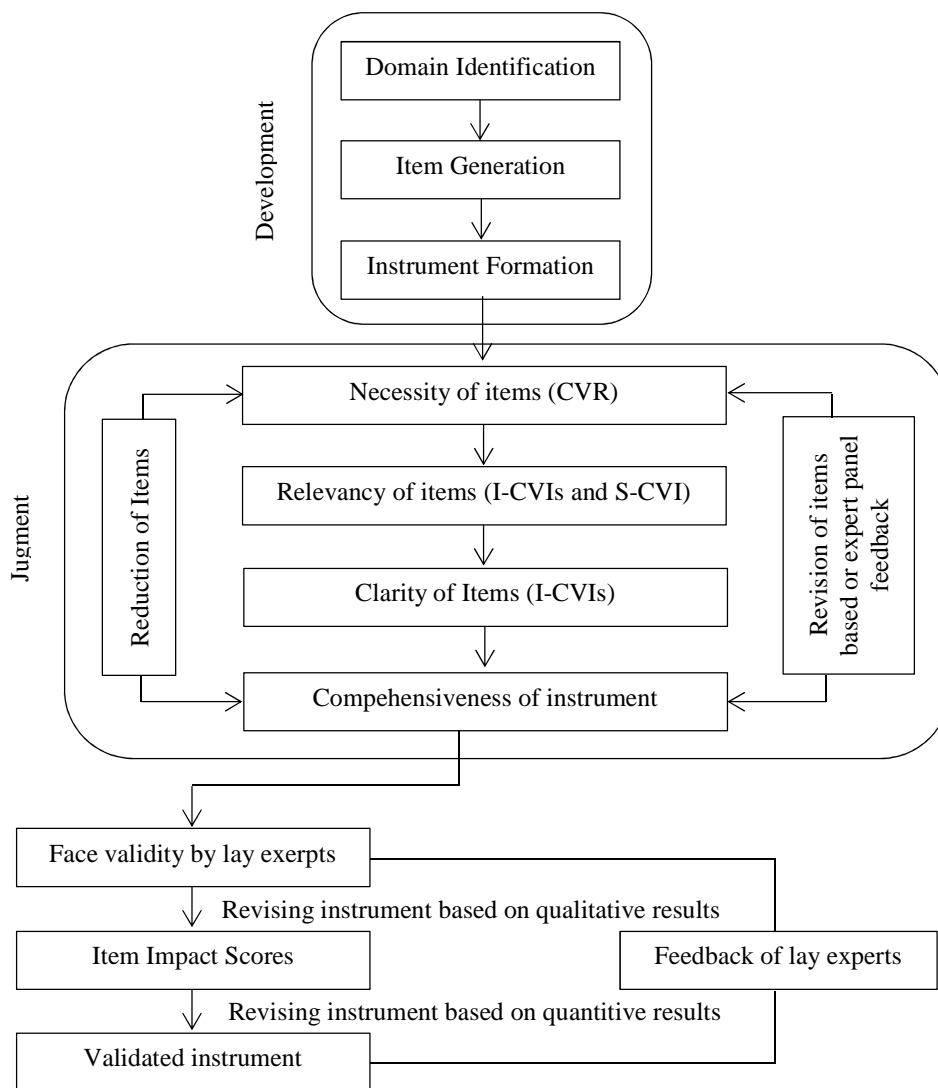 Domain Identification
Development
Item Generation
Instrument Formation
Necessity of items (CVR)
Relevancy of items (I-CVIs and S-CVI)
Jugment
Reduction of Items
Revision of items
based or expert panel
feedback
Clarity of Items (I-CVIs)
Compehensiveness of instrument
Face validity by lay exerpts
Revising instrument based on qualitative results
Item Impact Scores
Feedback of lay experts
Revising instrument based on quantitive results
Validated instrument